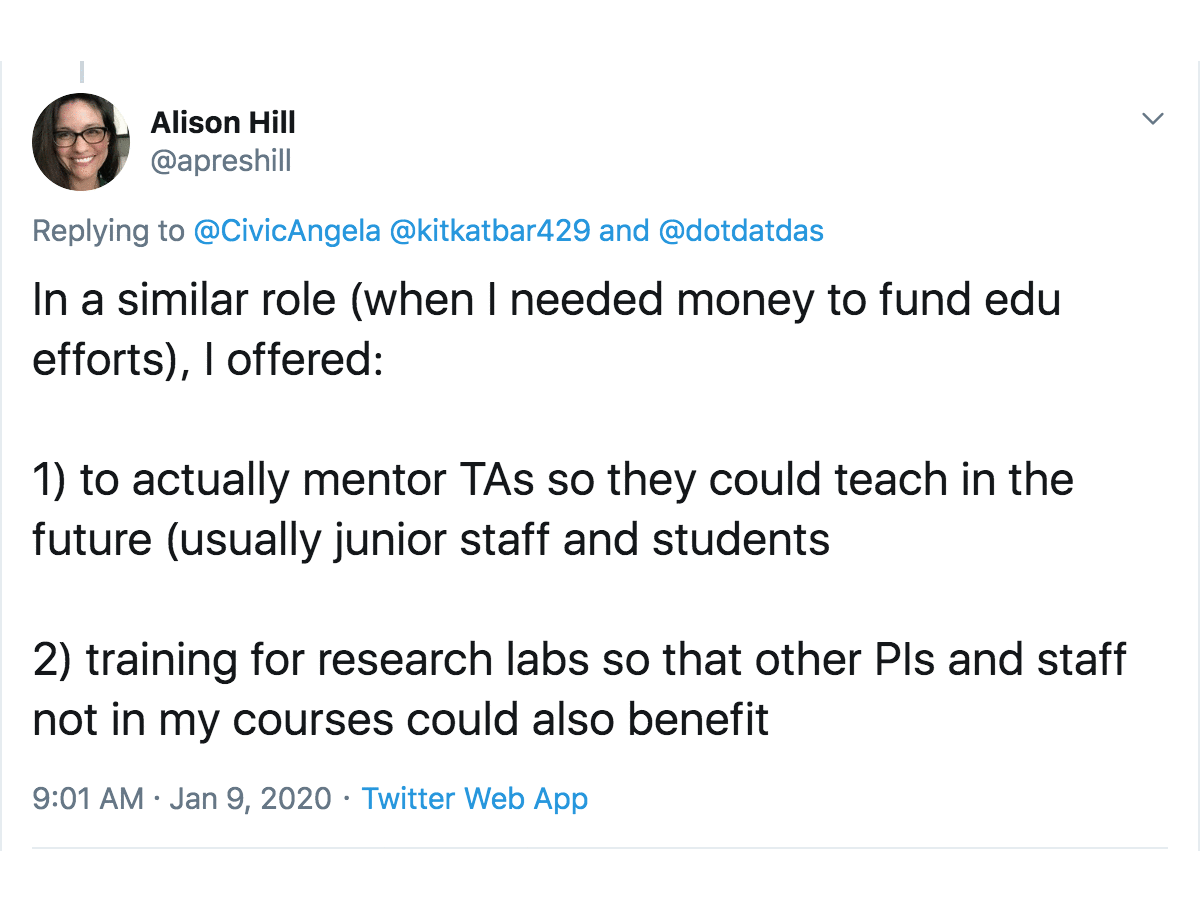 Alison Hill
@apreshill
Replying to @CivicAngela @kitkatbar429 and @dotdatdas
In a similar role (when I needed money to fund edu
efforts), I offered:
1) to actually mentor TAs so they could teach in the
future (usually junior staff and students
2) training for research labs so that other PIs and staff
not in my courses could also benefit
9:01 AM · Jan 9, 2020 · Twitter Web App